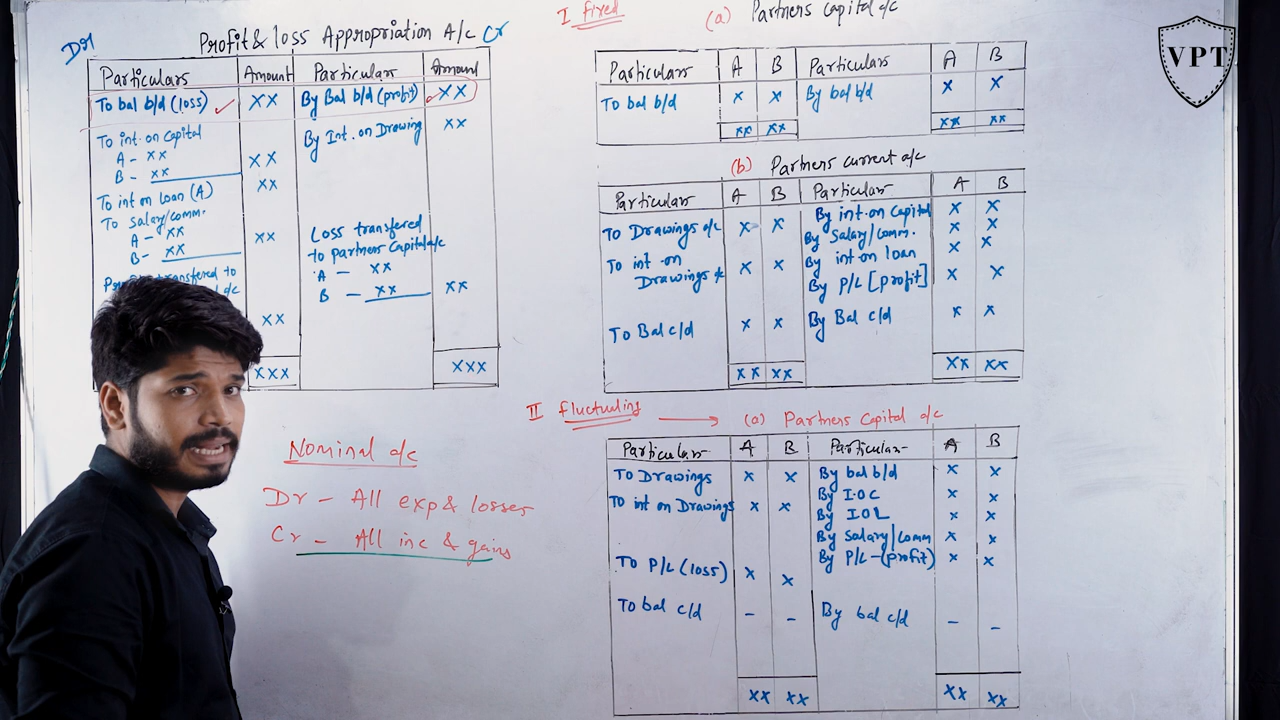 Dr
Profit & loss Appropriation A/c Cr
Particulars Amount Particulars Amount
To bal b/d (loss) ✓ XX By Bal b/d (profit) ✓ XX
To int. on Capital By Int. on Drawing XX
A - XX
B - XX XX
To int on loan (A) XX
To Salary/comm.
A - XX
B - XX XX
Loss transfered
to partners Capital a/c
A - XX
B - XX XX
transferred to
a/c
XX
XXX XXX
Nominal a/c
Dr - All exp & losses
Cr - All inc & gains
I fixed (a) Partners Capital a/c
Particulars A B Particulars A B
To bal b/d x x By bal b/d x x
xx xx xx xx
(b) Partners current a/c
Particulars A B Particulars A B
To Drawings a/c x x By int. on Capital x x
By Salary/comm. x x
To int. on By int on loan x x
Drawings a/c x x By P/L [profit] x x
To Bal c/d x x By Bal c/d x x
xx xx xx xx
II fluctuating → (a) Partners Capital a/c
Particulars A B Particulars A B
To Drawings x x By bal b/d x x
To int on Drawings x x By I.O.C x x
By I.O.L x x
By Salary/comm x x
To P/L (loss) x x By P/L - (profit) x x
To bal c/d - - By bal c/d - -
xx xx xx xx
VPT